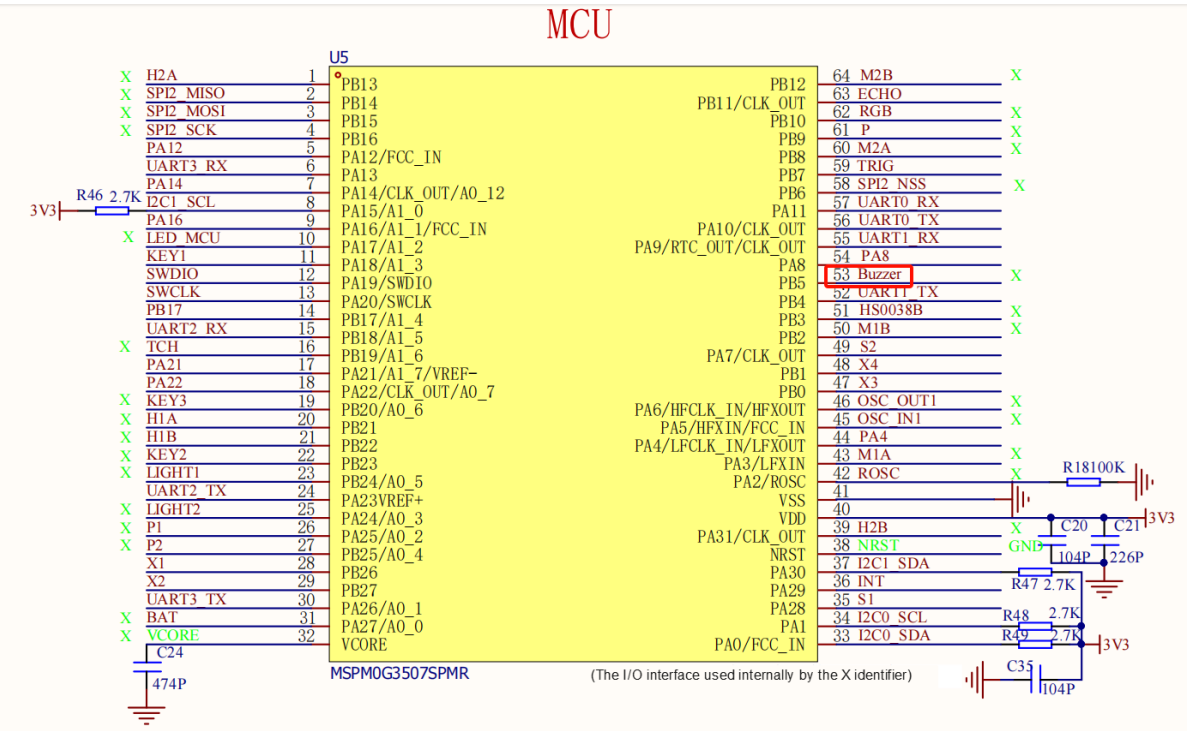 MCU
U5
X H2A 1 PB13
X SPI2_MISO 2 PB14
X SPI2_MOSI 3 PB15
X SPI2_SCK 4 PB16
PA12 5 PA12/FCC_IN
UART3_RX 6 PA13
PA14 7 PA14/CLK_OUT/A0_12
3V3 R46 2.7K I2C1_SCL 8 PA15/A1_0
PA16 9 PA16/A1_1/FCC_IN
X LED_MCU 10 PA17/A1_2
KEY1 11 PA18/A1_3
SWDIO 12 PA19/SWDIO
SWCLK 13 PA20/SWCLK
PB17 14 PB17/A1_4
UART2_RX 15 PB18/A1_5
X TCH 16 PB19/A1_6
PA21 17 PA21/A1_7/VREF-
PA22 18 PA22/CLK_OUT/A0_7
X KEY3 19 PB20/A0_6
X H1A 20 PB21
X H1B 21 PB22
X KEY2 22 PB23
X LIGHT1 23 PB24/A0_5
UART2_TX 24 PA23VREF+
X LIGHT2 25 PA24/A0_3
X P1 26 PA25/A0_2
X P2 27 PB25/A0_4
X1 28 PB26
X2 29 PB27
UART3_TX 30 PA26/A0_1
X BAT 31 PA27/A0_0
X VCORE 32 VCORE
C24
474P
PB12 64 M2B X
PB11/CLK_OUT 63 ECHO
PB10 62 RGB X
PB9 61 P X
PB8 60 M2A X
PB7 59 TRIG
PB6 58 SPI2_NSS X
PA11 57 UART0_RX
PA10/CLK_OUT 56 UART0_TX
PA9/RTC_OUT/CLK_OUT 55 UART1_RX
PA8 54 PA8
PB5 53 Buzzer X
PB4 52 UART1_TX
PB3 51 HS0038B X
PB2 50 M1B X
PA7/CLK_OUT 49 S2
PB1 48 X4
PB0 47 X3
PA6/HFCLK_IN/HFXOUT 46 OSC_OUT1 X
PA5/HFXIN/FCC_IN 45 OSC_IN1 X
PA4/LFCLK_IN/LFXOUT 44 PA4
PA3/LFXIN 43 M1A X
PA2/ROSC 42 ROSC X R18100K
VSS 41
VDD 40 3V3
PA31/CLK_OUT 39 H2B X C20 C21
NRST 38 NRST GND 104P 226P
PA30 37 I2C1_SDA R47 2.7K
PA29 36 INT
PA28 35 S1
PA1 34 I2C0_SCL R48 2.7K
PA0/FCC_IN 33 I2C0_SDA R49 2.7K 3V3
C35
104P
MSPM0G3507SPMR
(The I/O interface used internally by the X identifier)